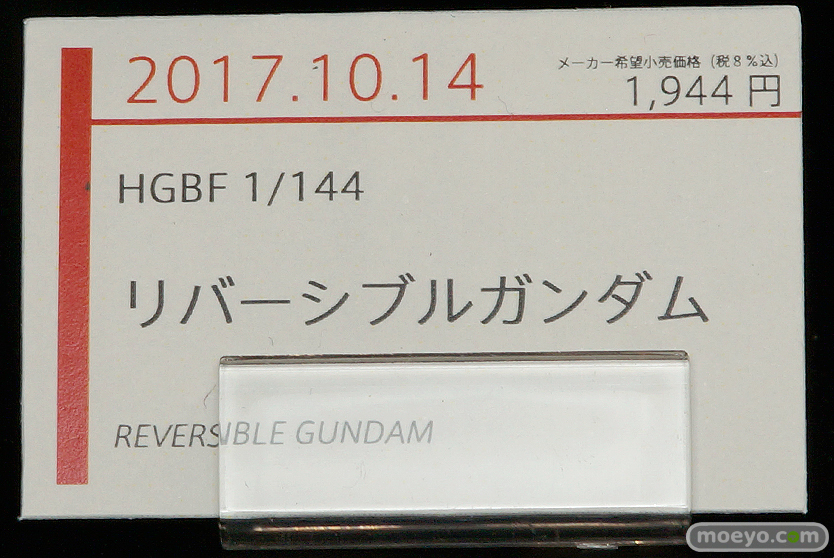 2017.10.14
メーカー希望小売価格（税8%込）
1,944 円
HGBF 1/144
リバーシブルガンダム
REVERSIBLE GUNDAM
moeyo.com